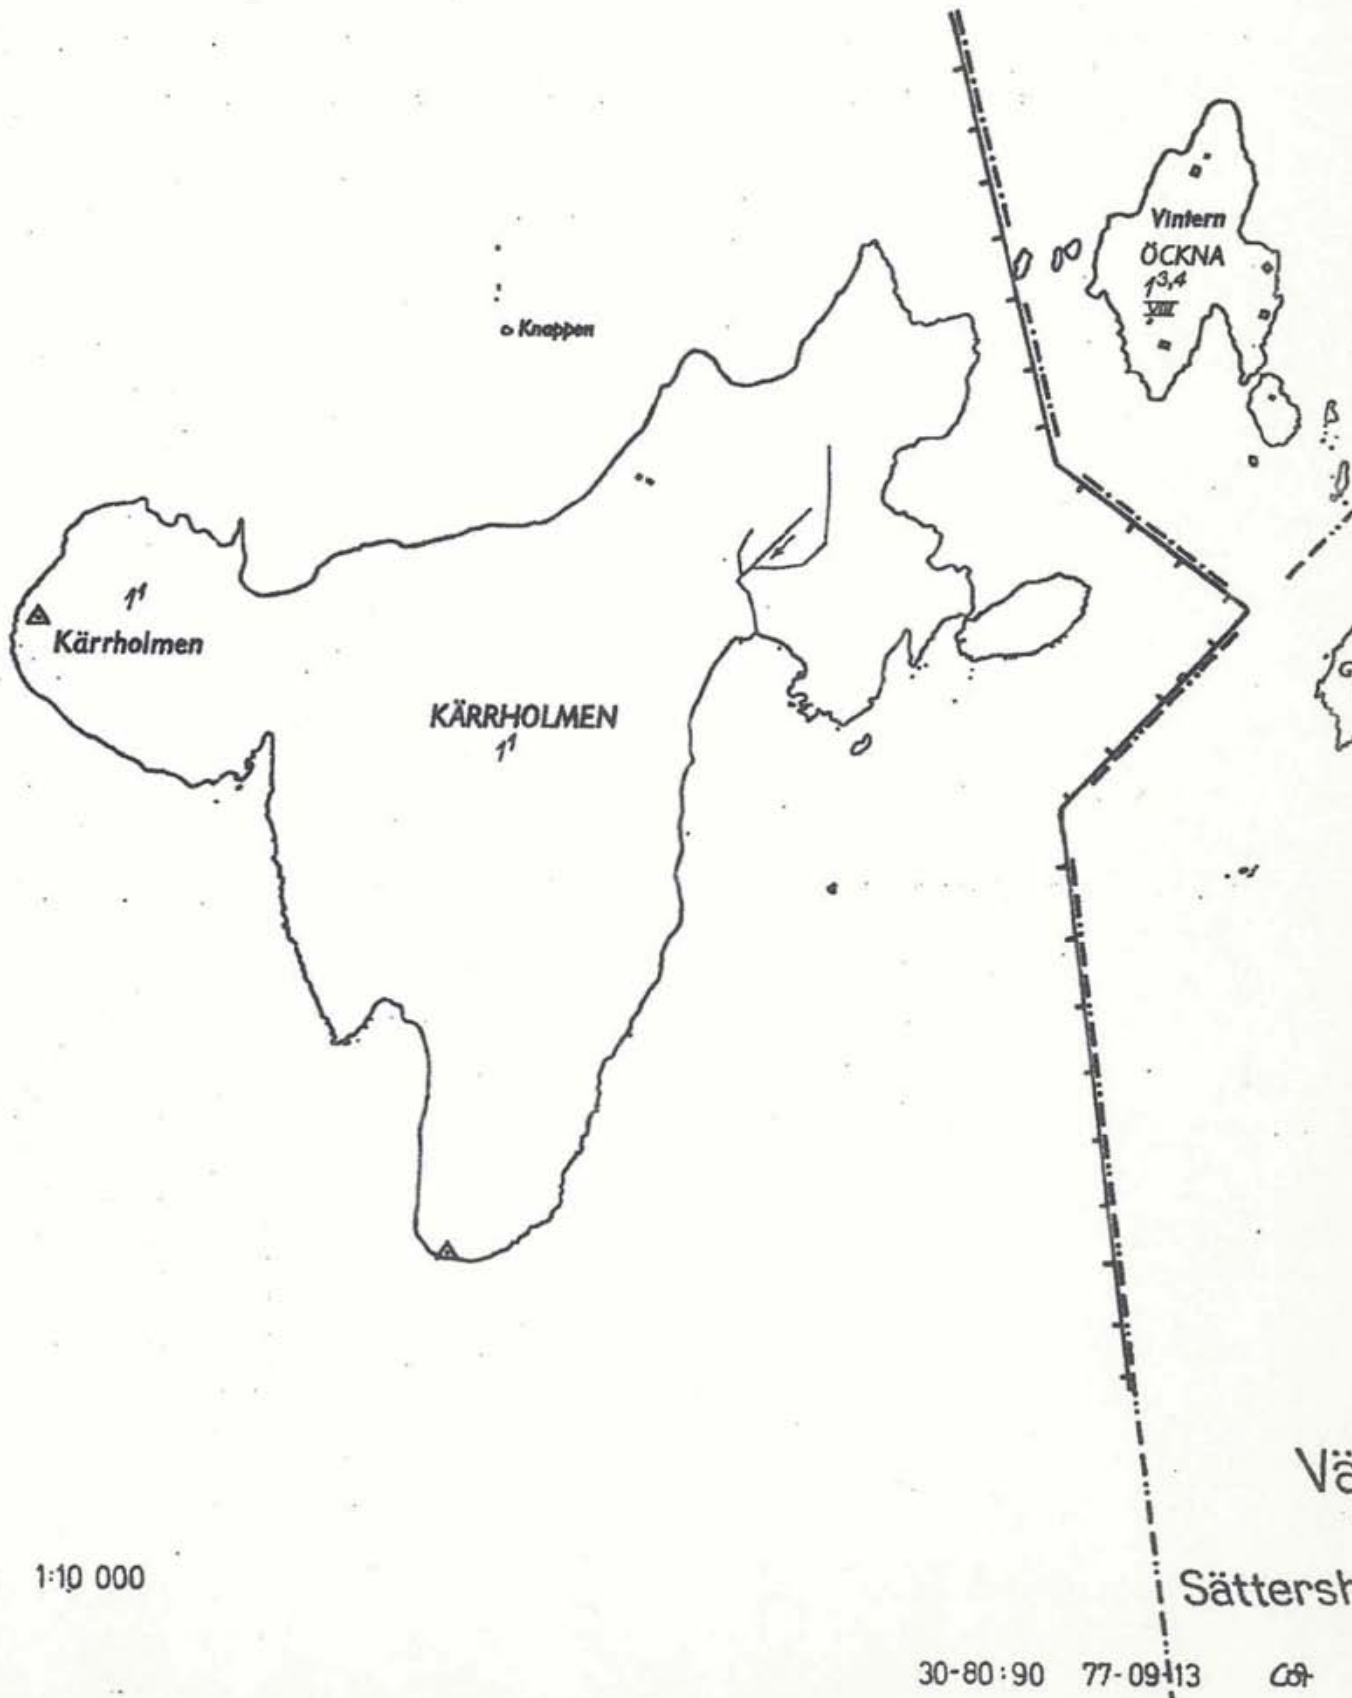 Vintern
ÖCKNA
1³,⁴
VIII
Knappen
1¹
Kärrholmen
KÄRRHOLMEN
1¹
G
Vä
1:10 000
Sättersh
30-80:90 77-09-13